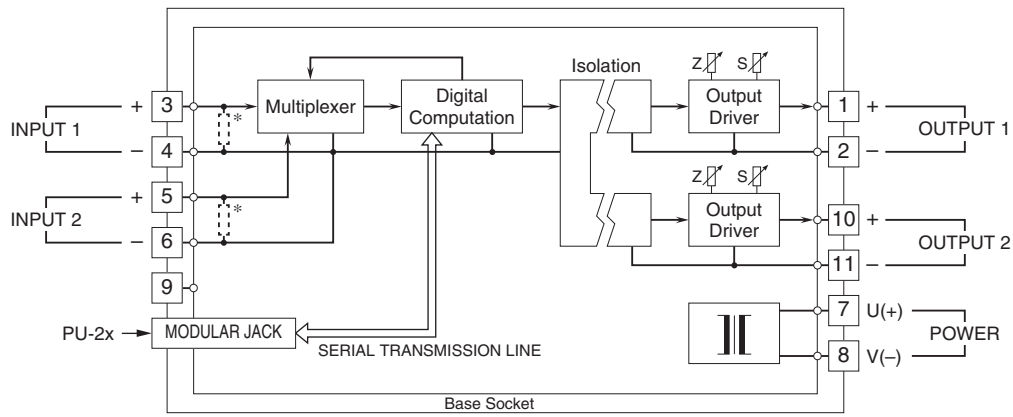 Isolation
Z S
+ 3
Multiplexer
Digital
Computation
Output
Driver
1 +
*
INPUT 1
OUTPUT 1
– 4
2 –
Z S
+ 5
*
INPUT 2
Output
Driver
10 +
OUTPUT 2
– 6
11 –
9
7 U(+)
PU-2x
MODULAR JACK
POWER
SERIAL TRANSMISSION LINE
8 V(–)
Base Socket